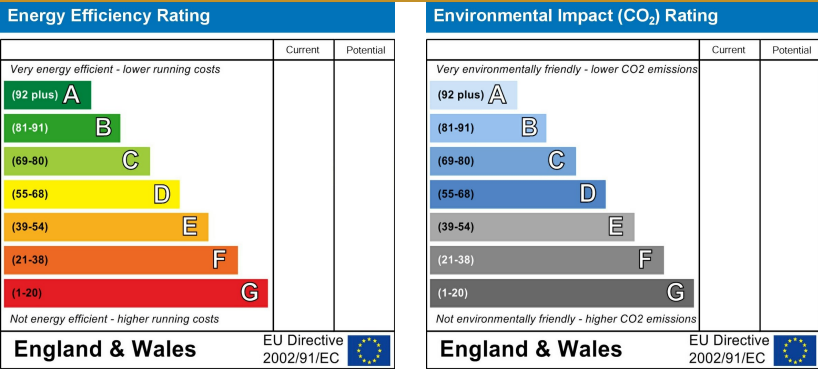 Energy Efficiency Rating
Current Potential
Very energy efficient - lower running costs
(92 plus) A
(81-91) B
(69-80) C
(55-68) D
(39-54) E
(21-38) F
(1-20) G
Not energy efficient - higher running costs
England & Wales
EU Directive
2002/91/EC
Environmental Impact (CO₂) Rating
Current Potential
Very environmentally friendly - lower CO2 emissions
(92 plus) A
(81-91) B
(69-80) C
(55-68) D
(39-54) E
(21-38) F
(1-20) G
Not environmentally friendly - higher CO2 emissions
England & Wales
EU Directive
2002/91/EC